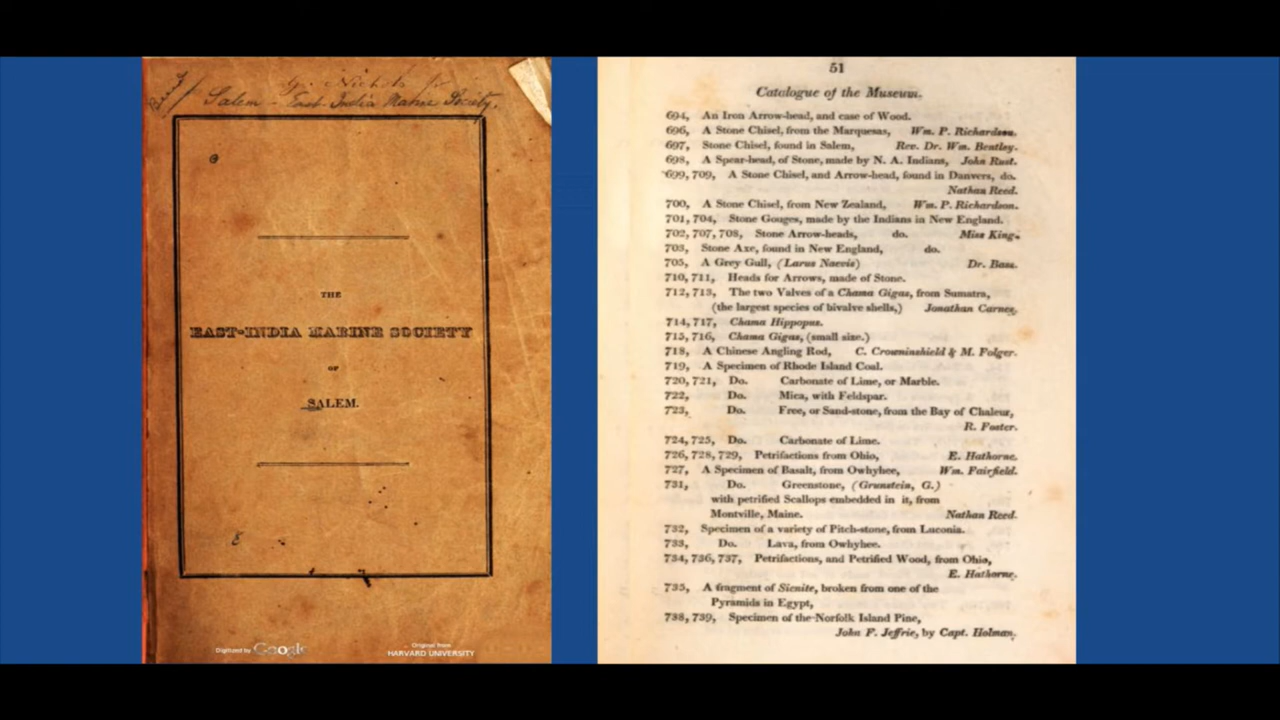 Salem - East India Marine Society.
THE
EAST-INDIA MARINE SOCIETY
OF
SALEM.
Digitized by Google
Original from
HARVARD UNIVERSITY
51
Catalogue of the Museum.
694, An Iron Arrow-head, and case of Wood.
696, A Stone Chisel, from the Marquesas, Wm. P. Richardson.
697, Stone Chisel, found in Salem, Rev. Dr. Wm. Bentley.
698, A Spear-head, of Stone, made by N. A. Indians, John Rust.
699, 709, A Stone Chisel, and Arrow-head, found in Danvers, do.
Nathan Reed.
700, A Stone Chisel, from New Zealand, Wm. P. Richardson.
701, 704, Stone Gouges, made by the Indians in New England.
702, 707, 708, Stone Arrow-heads, do. Miss King.
703, Stone Axe, found in New England, do.
705, A Grey Gull, (Larus Naevis) Dr. Bass.
710, 711, Heads for Arrows, made of Stone.
712, 713, The two Valves of a Chama Gigas, from Sumatra,
(the largest species of bivalve shells,) Jonathan Carnes.
714, 717, Chama Hippopus.
715, 716, Chama Gigas, (small size.)
718, A Chinese Angling Rod, C. Crowninshield & M. Folger.
719, A Specimen of Rhode Island Coal.
720, 721, Do. Carbonate of Lime, or Marble.
722, Do. Mica, with Feldspar.
723, Do. Free, or Sand-stone, from the Bay of Chaleur,
R. Foster.
724, 725, Do. Carbonate of Lime.
726, 728, 729, Petrifactions from Ohio, E. Hathorne.
727, A Specimen of Basalt, from Owhyhee, Wm. Fairfield.
731, Do. Greenstone, (Grunstein, G.)
with petrified Scallops embedded in it, from
Montville, Maine. Nathan Reed.
732, Specimen of a variety of Pitch-stone, from Luconia.
733, Do. Lava, from Owhyhee.
734, 736, 737, Petrifactions, and Petrified Wood, from Ohio,
E. Hathorne.
735, A fragment of Sienite, broken from one of the
Pyramids in Egypt,
738, 739, Specimen of the Norfolk Island Pine,
John F. Jeffrie, by Capt. Holman.